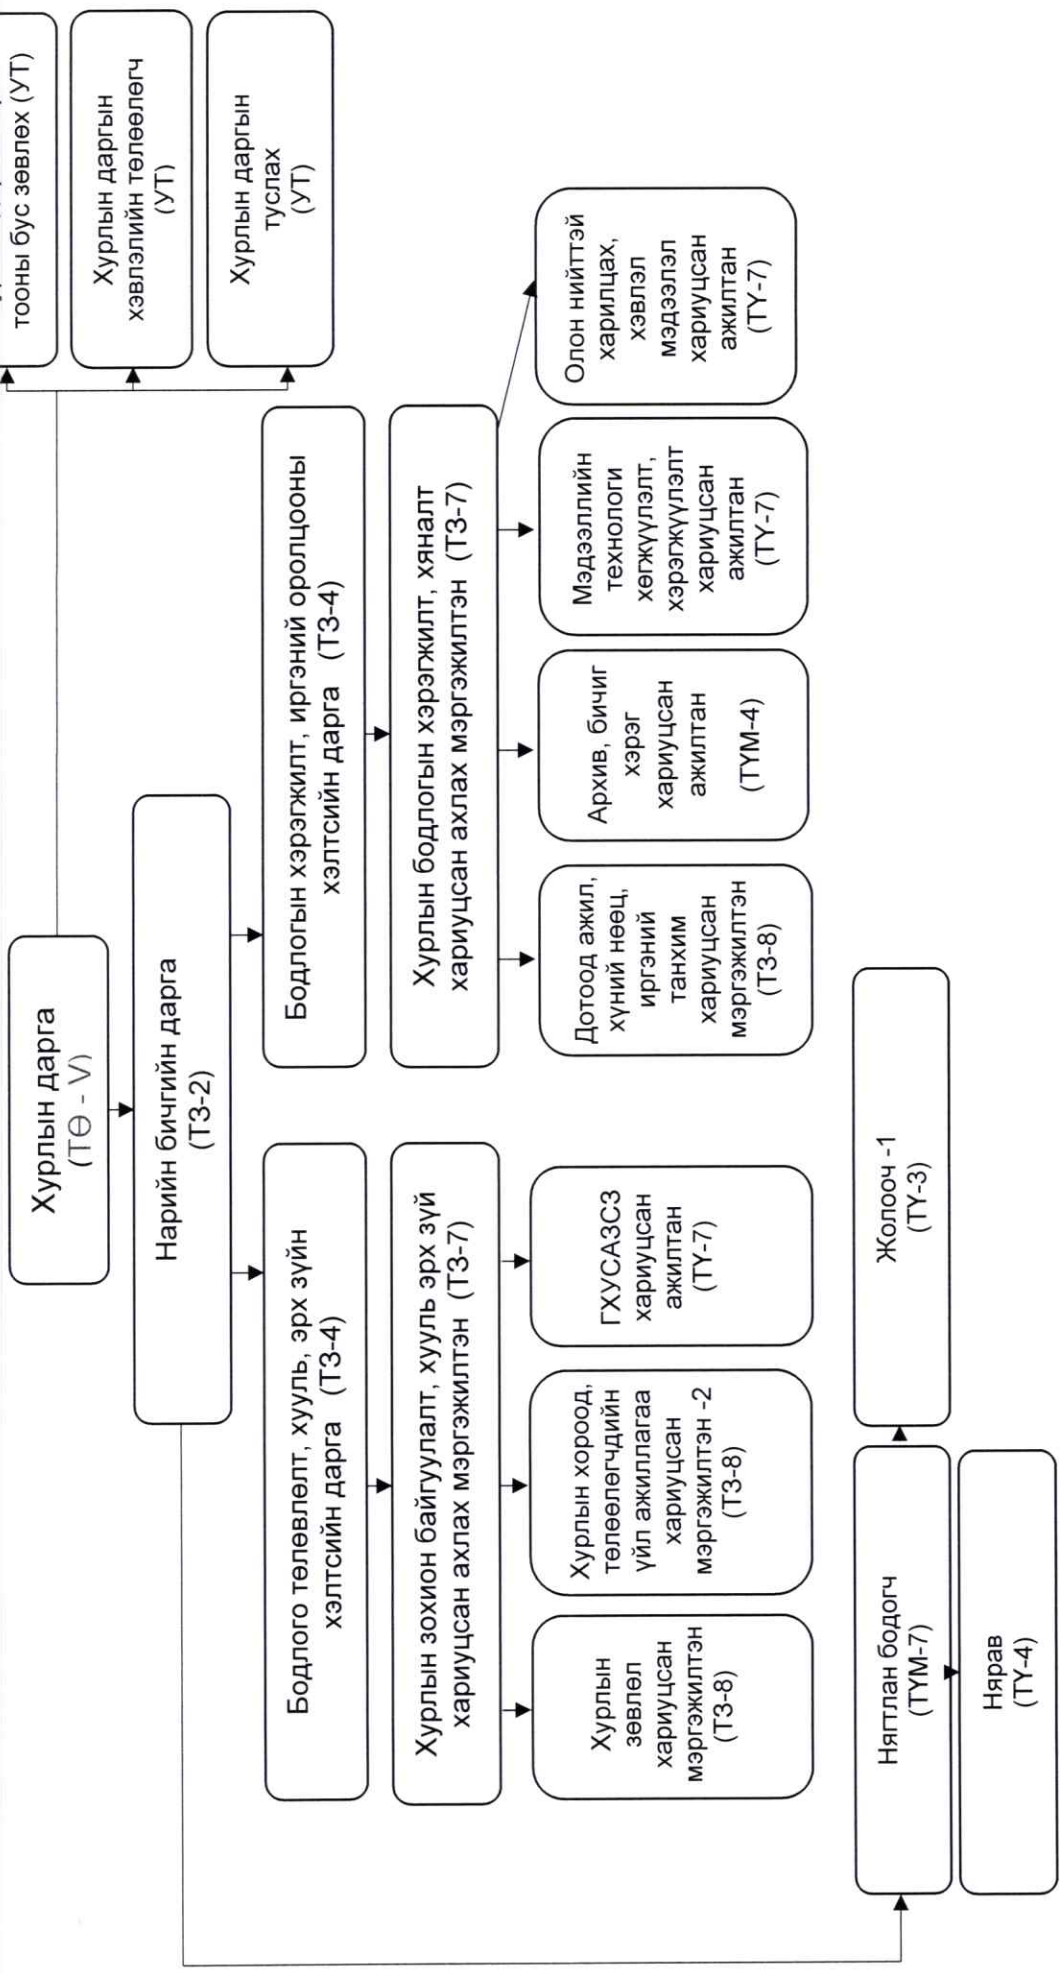 Хурлын дарга
(ТӨ - V)
тооны бус зөвлөх (УТ)
Хурлын даргын
хэвлэлийн төлөөлөгч
(УТ)
Хурлын даргын
туслах
(УТ)
Нарийн бичгийн дарга
(ТЗ-2)
Бодлого төлөвлөлт, хууль, эрх зүйн
хэлтсийн дарга (ТЗ-4)
Бодлогын хэрэгжилт, иргэний оролцооны
хэлтсийн дарга (ТЗ-4)
Хурлын зохион байгуулалт, хууль эрх зүй
хариуцсан ахлах мэргэжилтэн (ТЗ-7)
Хурлын бодлогын хэрэгжилт, хяналт
хариуцсан ахлах мэргэжилтэн (ТЗ-7)
Хурлын
зөвлөл
хариуцсан
мэргэжилтэн
(ТЗ-8)
Хурлын хороод,
төлөөлөгчдийн
үйл ажиллагаа
хариуцсан
мэргэжилтэн -2
(ТЗ-8)
ГХУСАЗСЗ
хариуцсан
ажилтан
(ТҮ-7)
Дотоод ажил,
хүний нөөц,
иргэний
танхим
хариуцсан
мэргэжилтэн
(ТЗ-8)
Архив, бичиг
хэрэг
хариуцсан
ажилтан
(ТҮМ-4)
Мэдээллийн
технологи
хөгжүүлэлт,
хэрэгжүүлэлт
хариуцсан
ажилтан
(ТҮ-7)
Олон нийттэй
харилцах,
хэвлэл
мэдээлэл
хариуцсан
ажилтан
(ТҮ-7)
Нягтлан бодогч
(ТҮМ-7)
Жолооч -1
(ТҮ-3)
Нярав
(ТҮ-4)